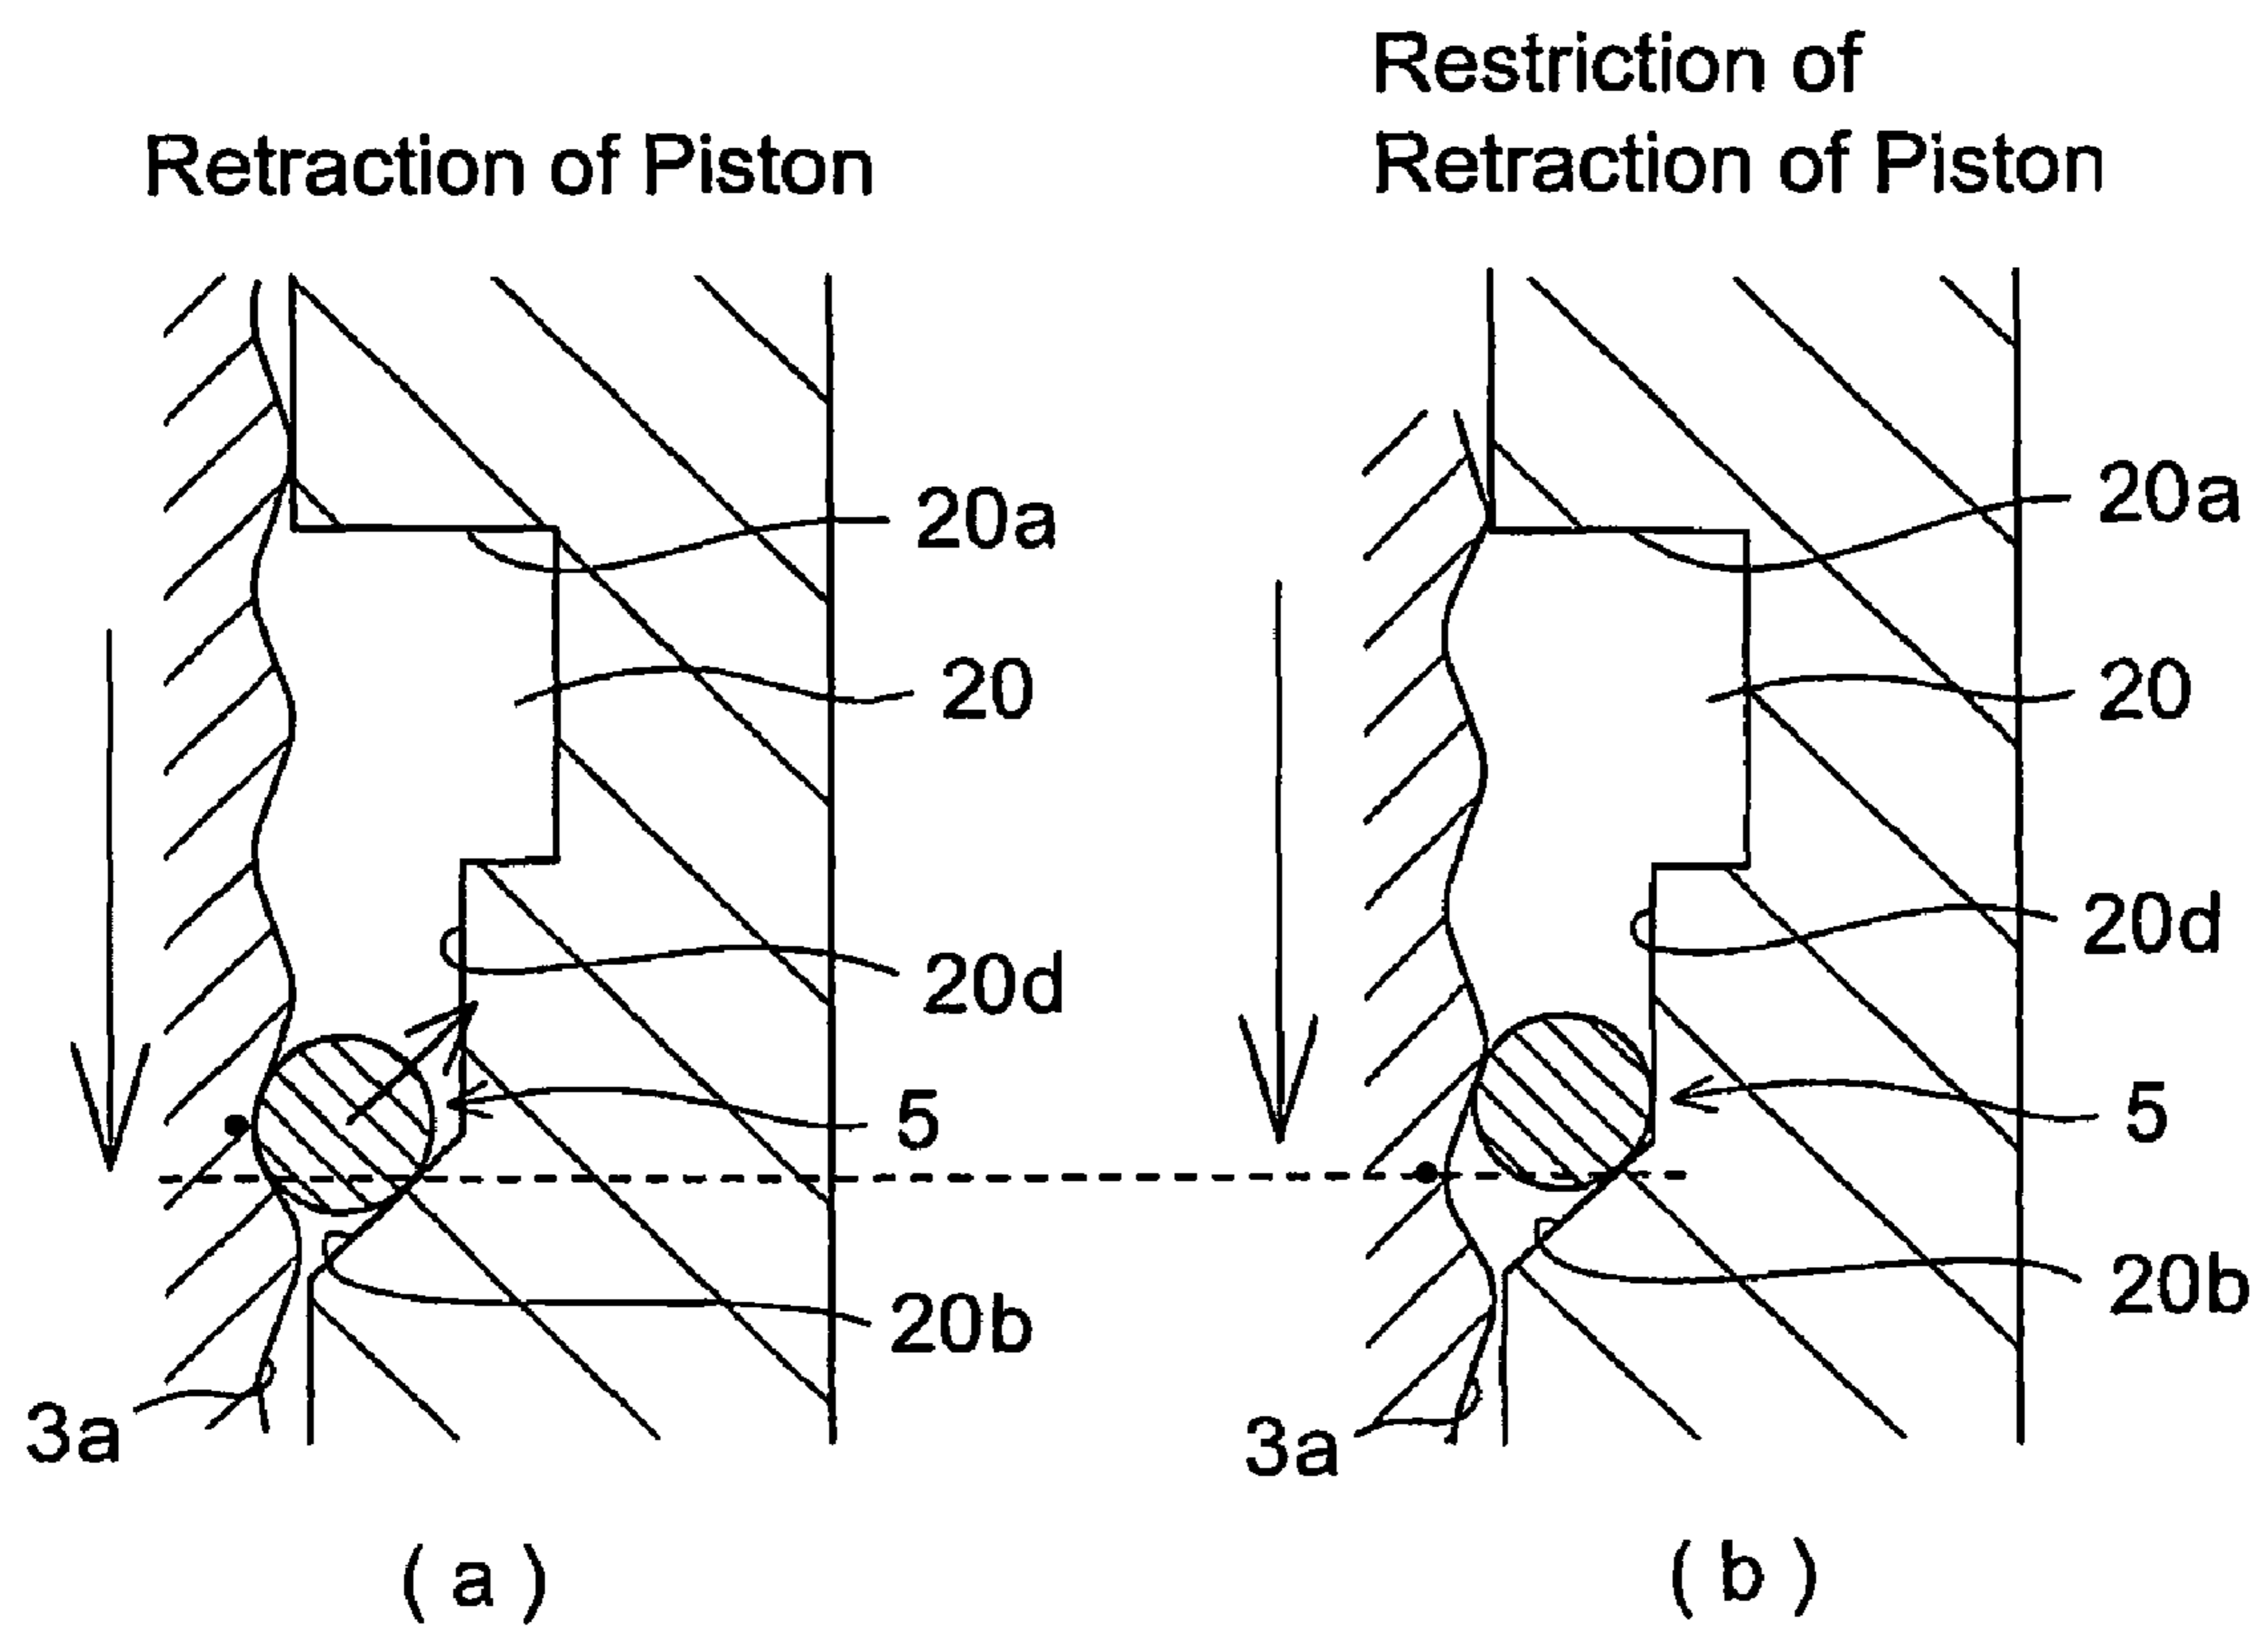 Retraction of Piston
20a
20
20d
5
20b
3a
( a )
Restriction of
Retraction of Piston
20a
20
20d
5
20b
3a
( b )